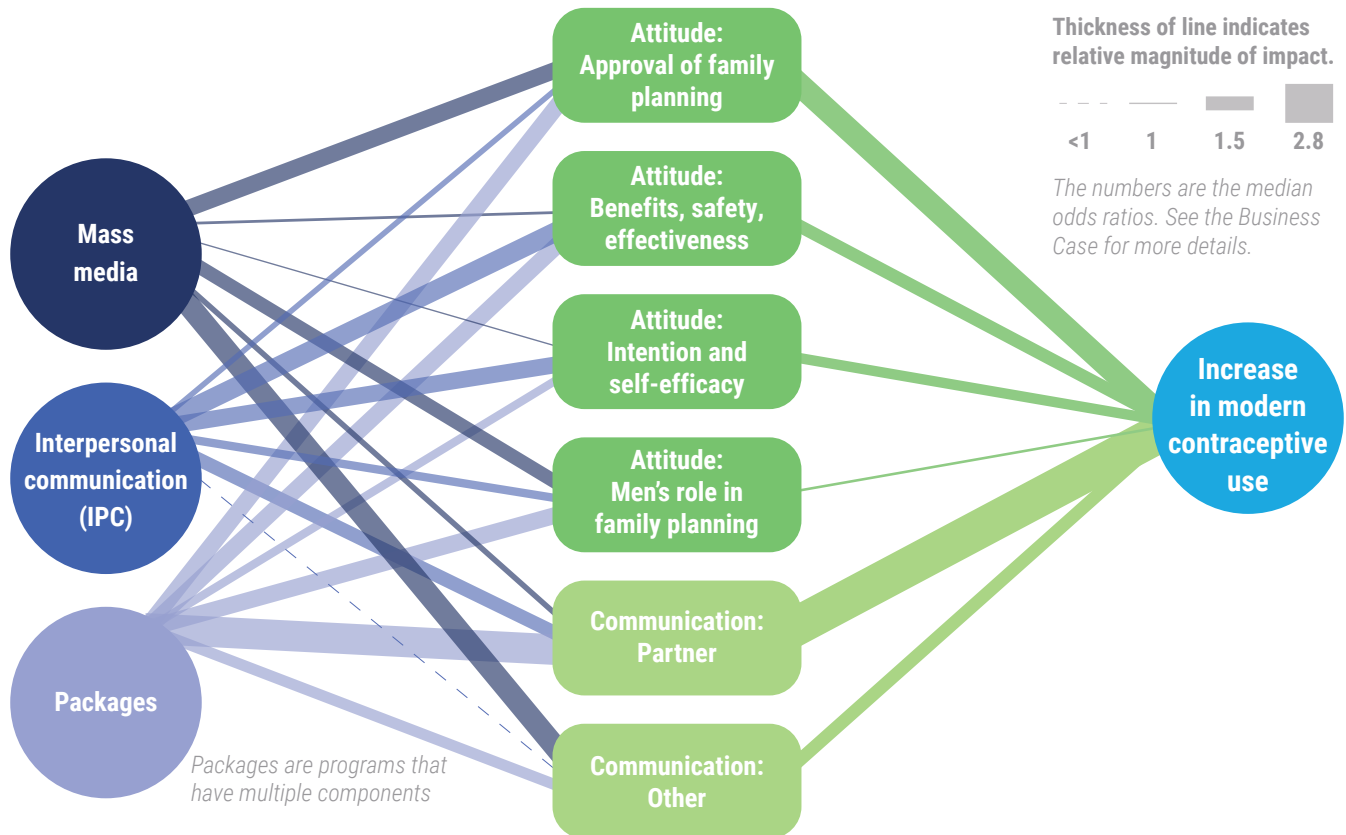 Mass
media
Interpersonal
communication
(IPC)
Packages
Packages are programs that
have multiple components
Attitude:
Approval of family
planning
Attitude:
Benefits, safety,
effectiveness
Attitude:
Intention and
self-efficacy
Attitude:
Men's role in
family planning
Communication:
Partner
Communication:
Other
Thickness of line indicates
relative magnitude of impact.
<1 1 1.5 2.8
The numbers are the median
odds ratios. See the Business
Case for more details.
Increase
in modern
contraceptive
use